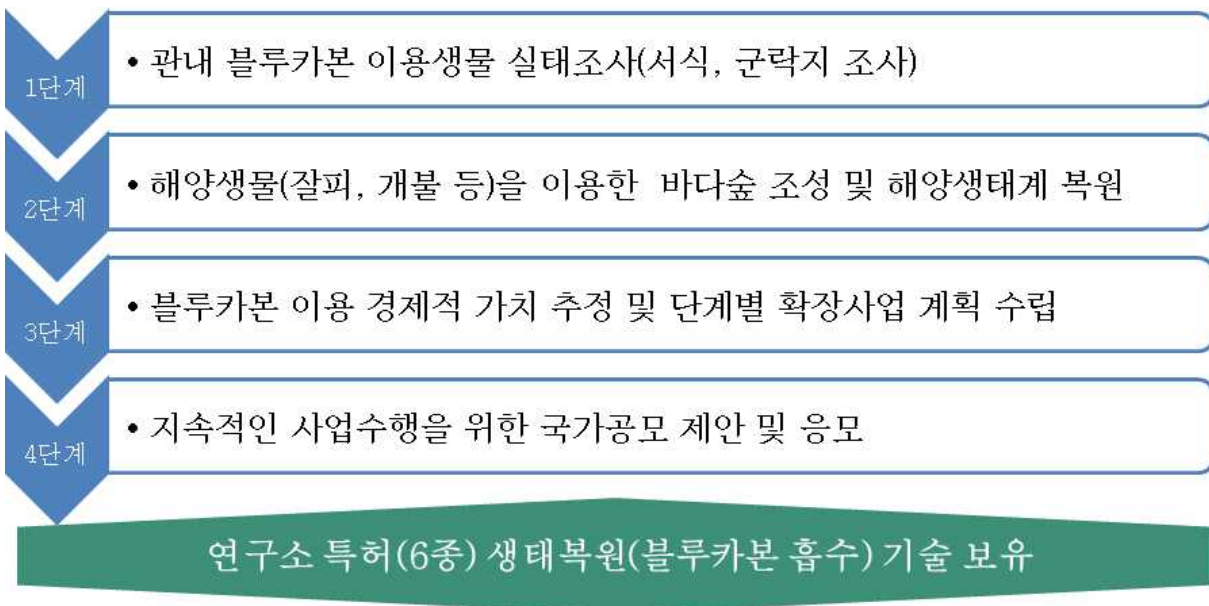 1단계
• 관내 블루카본 이용생물 실태조사(서식, 군락지 조사)
2단계
• 해양생물(잘피, 개불 등)을 이용한 바다숲 조성 및 해양생태계 복원
3단계
• 블루카본 이용 경제적 가치 추정 및 단계별 확장사업 계획 수립
4단계
• 지속적인 사업수행을 위한 국가공모 제안 및 응모
연구소 특허(6종) 생태복원(블루카본 흡수) 기술 보유